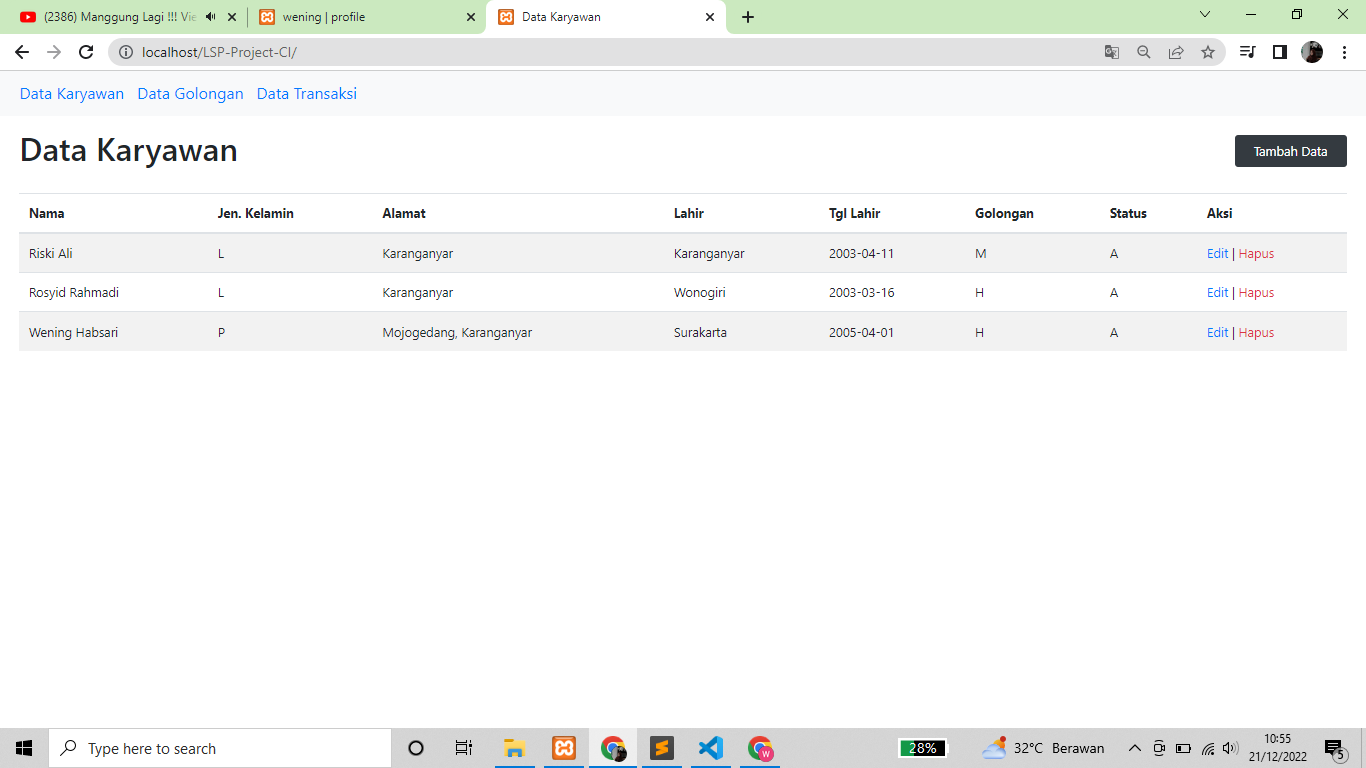 (2386) Manggung Lagi !!! Vie
wening | profile
Data Karyawan
localhost/LSP-Project-CI/
Data Karyawan Data Golongan Data Transaksi
Data Karyawan
Tambah Data
Nama Jen. Kelamin Alamat Lahir Tgl Lahir Golongan Status Aksi
Riski Ali L Karanganyar Karanganyar 2003-04-11 M A Edit | Hapus
Rosyid Rahmadi L Karanganyar Wonogiri 2003-03-16 H A Edit | Hapus
Wening Habsari P Mojogedang, Karanganyar Surakarta 2005-04-01 H A Edit | Hapus
Type here to search
W
28%
32°C Berawan
10:55
21/12/2022
5